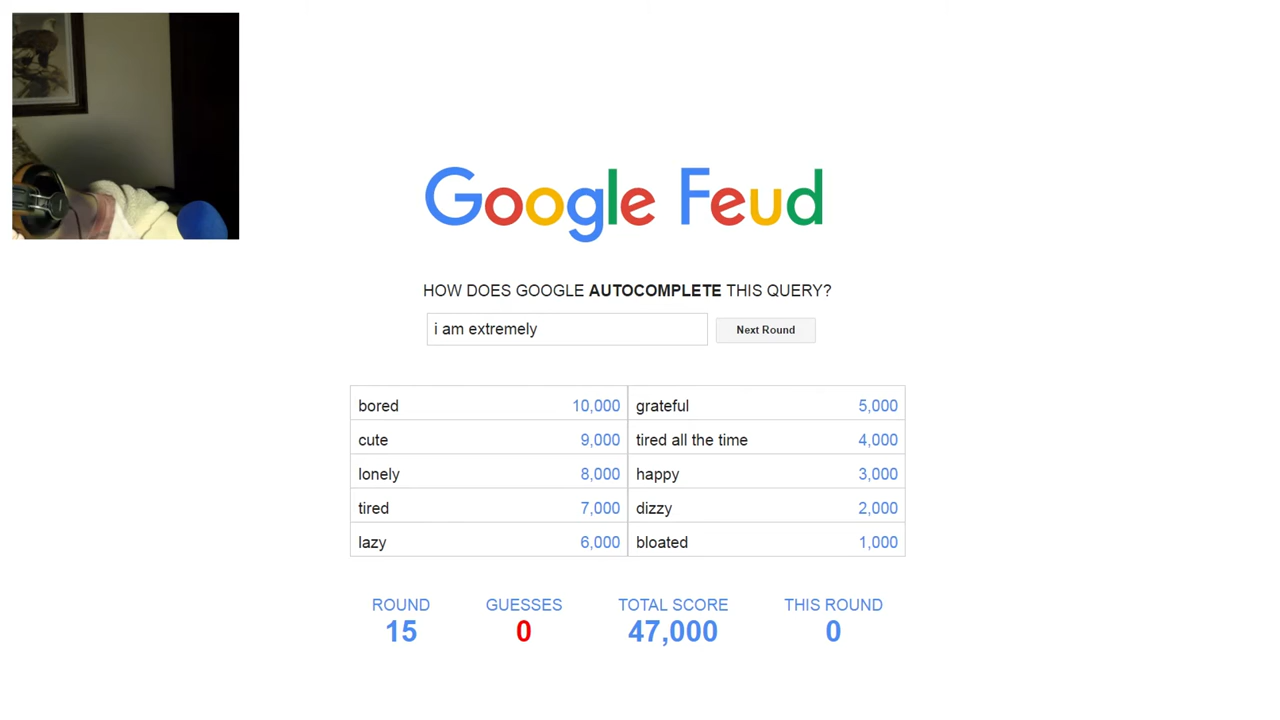 Google Feud
HOW DOES GOOGLE AUTOCOMPLETE THIS QUERY?
i am extremely
Next Round
bored 10,000 grateful 5,000
cute 9,000 tired all the time 4,000
lonely 8,000 happy 3,000
tired 7,000 dizzy 2,000
lazy 6,000 bloated 1,000
ROUND GUESSES TOTAL SCORE THIS ROUND
15 0 47,000 0